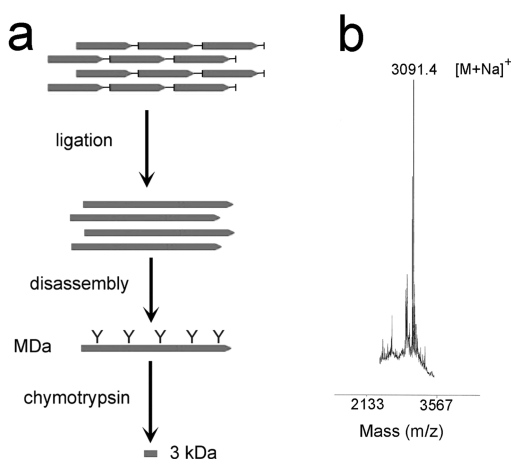 a
ligation
disassembly
Y Y Y Y Y
MDa
chymotrypsin
3 kDa
b
3091.4 [M+Na]+
2133 3567
Mass (m/z)